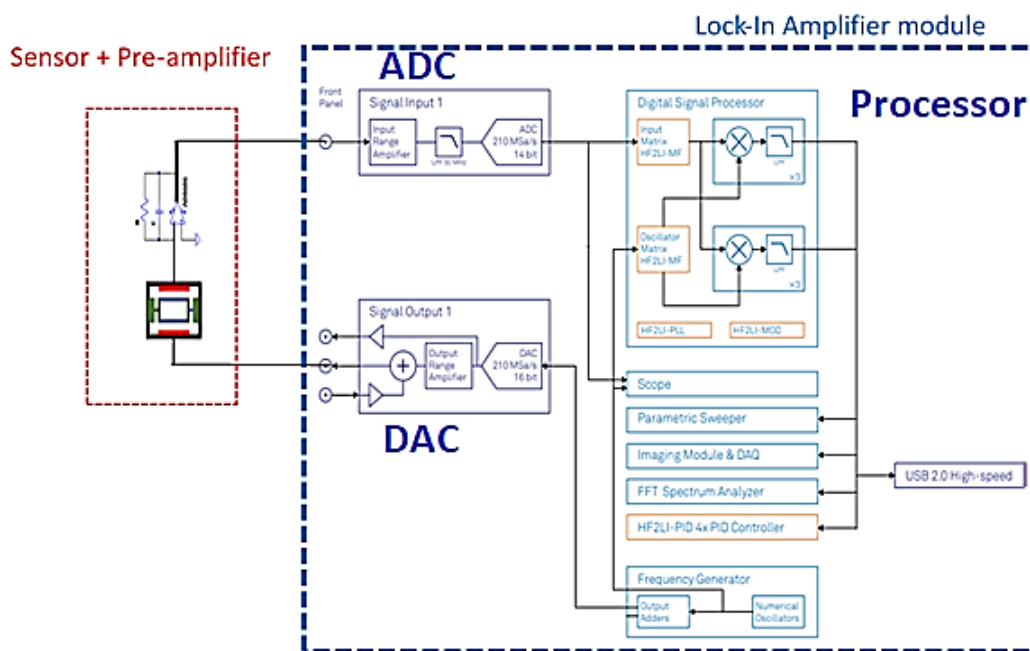 Lock-In Amplifier module
Sensor + Pre-amplifier
ADC
Processor
Front
Panel
Signal Input 1
Input
Range
Amplifier
ADC
210 MSa/s
14 bit
Digital Signal Processor
Input
Matrix
HF2LI-MF
LPF
x3
Oscillator
Matrix
HF2LI-MF
LPF
x3
HF2LI-PLL
HF2LI-MOD
Signal Output 1
Output
Range
Amplifier
DAC
210 MSa/s
16 bit
DAC
Scope
Parametric Sweeper
Imaging Module & DAQ
FFT Spectrum Analyzer
HF2LI-PID 4x PID Controller
USB 2.0 High-speed
Frequency Generator
Output
Adders
Numerical
Oscillators